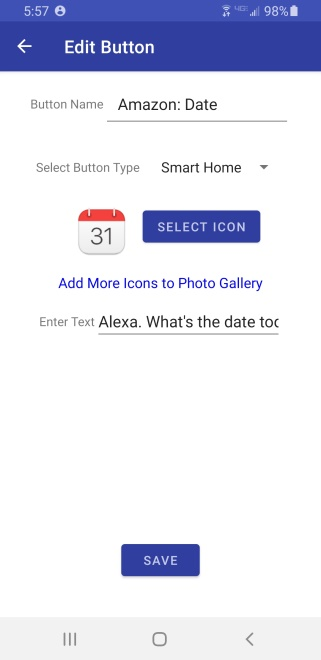 5:57 98%
Edit Button
Button Name Amazon: Date
Select Button Type Smart Home
31 SELECT ICON
Add More Icons to Photo Gallery
Enter Text Alexa. What's the date
SAVE